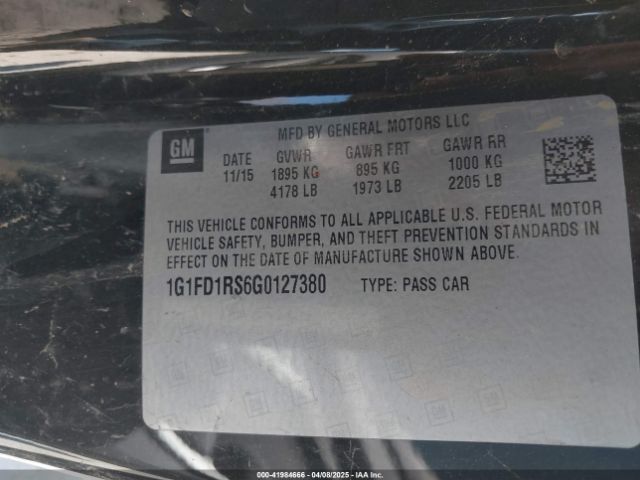 MFD BY GENERAL MOTORS LLC
GM
DATE GVWR GAWR FRT GAWR RR
11/15 1895 KG 895 KG 1000 KG
4178 LB 1973 LB 2205 LB
THIS VEHICLE CONFORMS TO ALL APPLICABLE U.S. FEDERAL MOTOR
VEHICLE SAFETY, BUMPER, AND THEFT PREVENTION STANDARDS IN
EFFECT ON THE DATE OF MANUFACTURE SHOWN ABOVE.
1G1FD1RS6G0127380 TYPE: PASS CAR
000-41984666 - 04/08/2025 - IAAI.COM